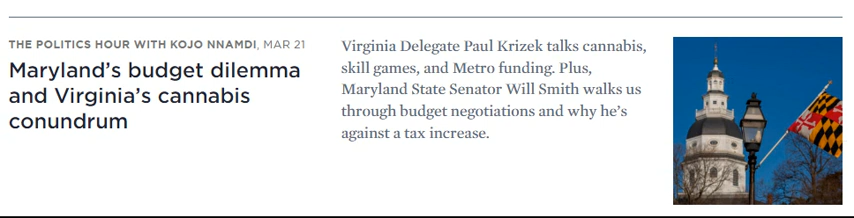 THE POLITICS HOUR WITH KOJO NNAMDI, MAR 21
Maryland’s budget dilemma
and Virginia’s cannabis
conundrum
Virginia Delegate Paul Krizek talks cannabis,
skill games, and Metro funding. Plus,
Maryland State Senator Will Smith walks us
through budget negotiations and why he’s
against a tax increase.